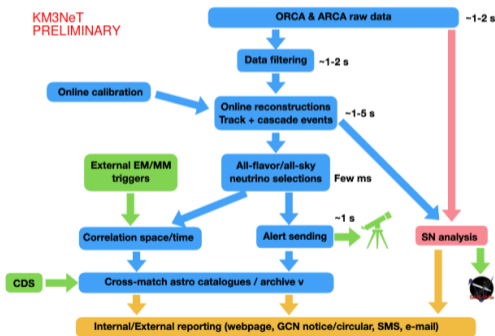 KM3NeT
PRELIMINARY
ORCA & ARCA raw data
~1-2 s
Data filtering
~1-2 s
Online calibration
Online reconstructions
Track + cascade events
~1-5 s
External EM/MM
triggers
All-flavor/all-sky
neutrino selections
Few ms
~1 s
Correlation space/time
Alert sending
SN analysis
CDS
Cross-match astro catalogues / archive ν
Internal/External reporting (webpage, GCN notice/circular, SMS, e-mail)